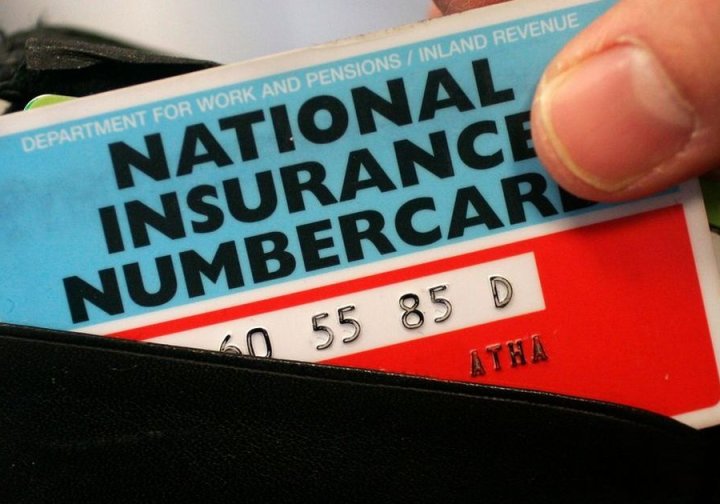 DEPARTMENT FOR WORK AND PENSIONS / INLAND REVENUE
NATIONAL
INSURANCE
NUMBERCARD
60 55 85 D
ATHA